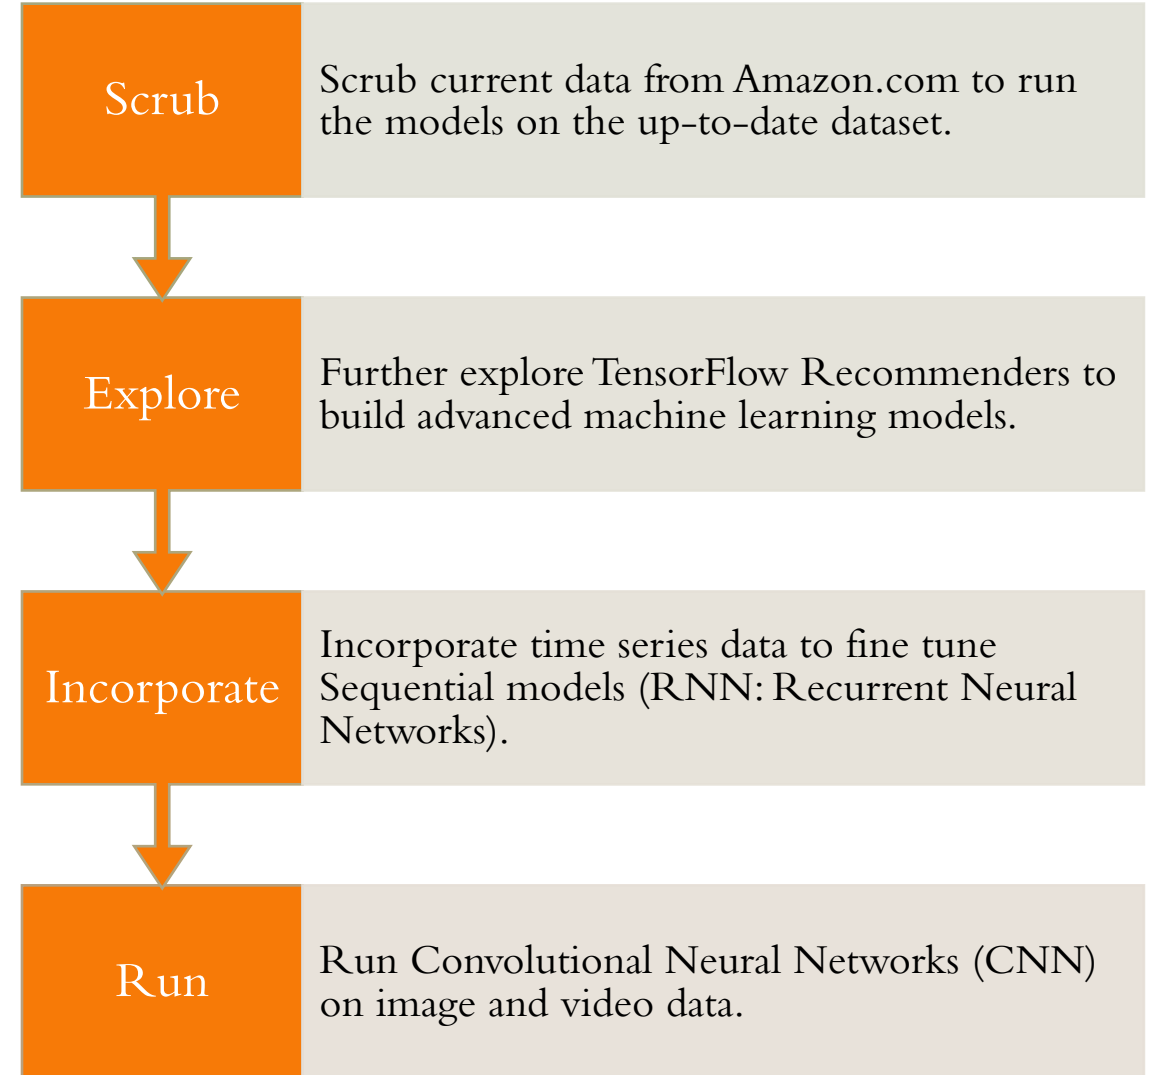 Scrub
Scrub current data from Amazon.com to run
the models on the up-to-date dataset.
Explore
Further explore TensorFlow Recommenders to
build advanced machine learning models.
Incorporate
Incorporate time series data to fine tune
Sequential models (RNN: Recurrent Neural
Networks).
Run
Run Convolutional Neural Networks (CNN)
on image and video data.